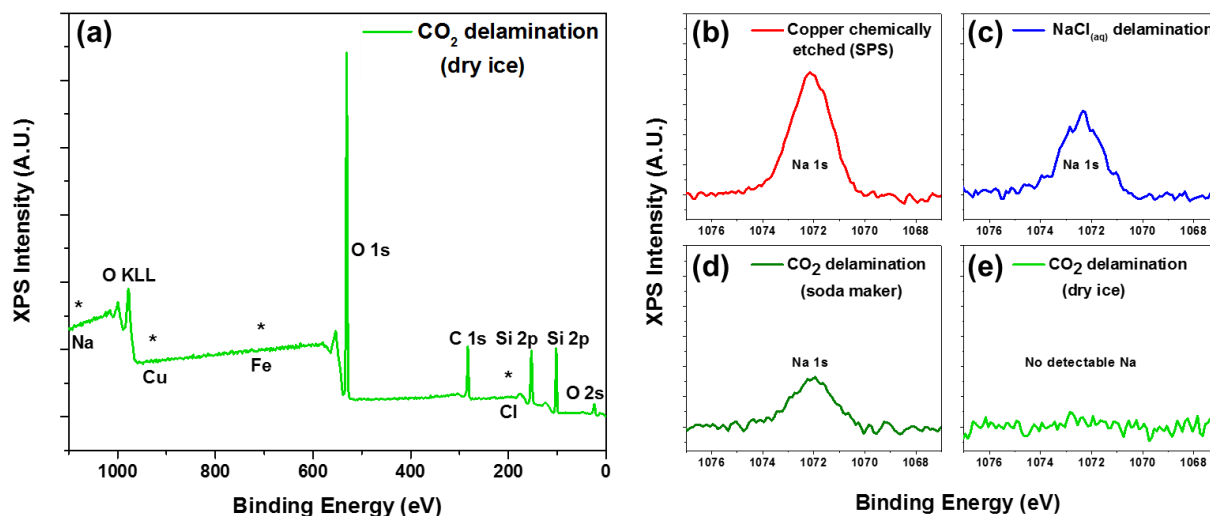 (a)
CO2 delamination
(dry ice)
XPS Intensity (A.U.)
O 1s
O KLL
*
Na
*
Cu
*
Fe
C 1s
Si 2p
Si 2p
*
Cl
O 2s
1000
800
600
400
200
0
Binding Energy (eV)
XPS Intensity (A.U.)
(b)
Copper chemically
etched (SPS)
Na 1s
1076
1074
1072
1070
1068
(c)
NaCl(aq) delamination
Na 1s
1076
1074
1072
1070
1068
(d)
CO2 delamination
(soda maker)
Na 1s
1076
1074
1072
1070
1068
(e)
CO2 delamination
(dry ice)
No detectable Na
1076
1074
1072
1070
1068
Binding Energy (eV)